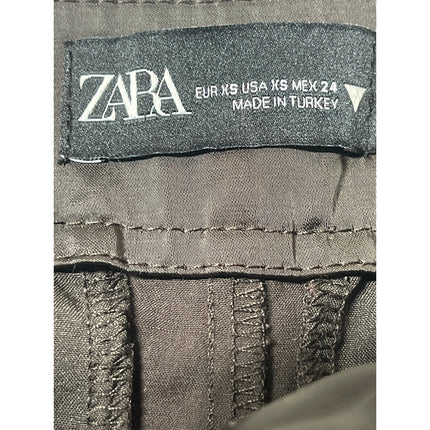 ZARA
EUR XS USA XS MEX 24
MADE IN TURKEY